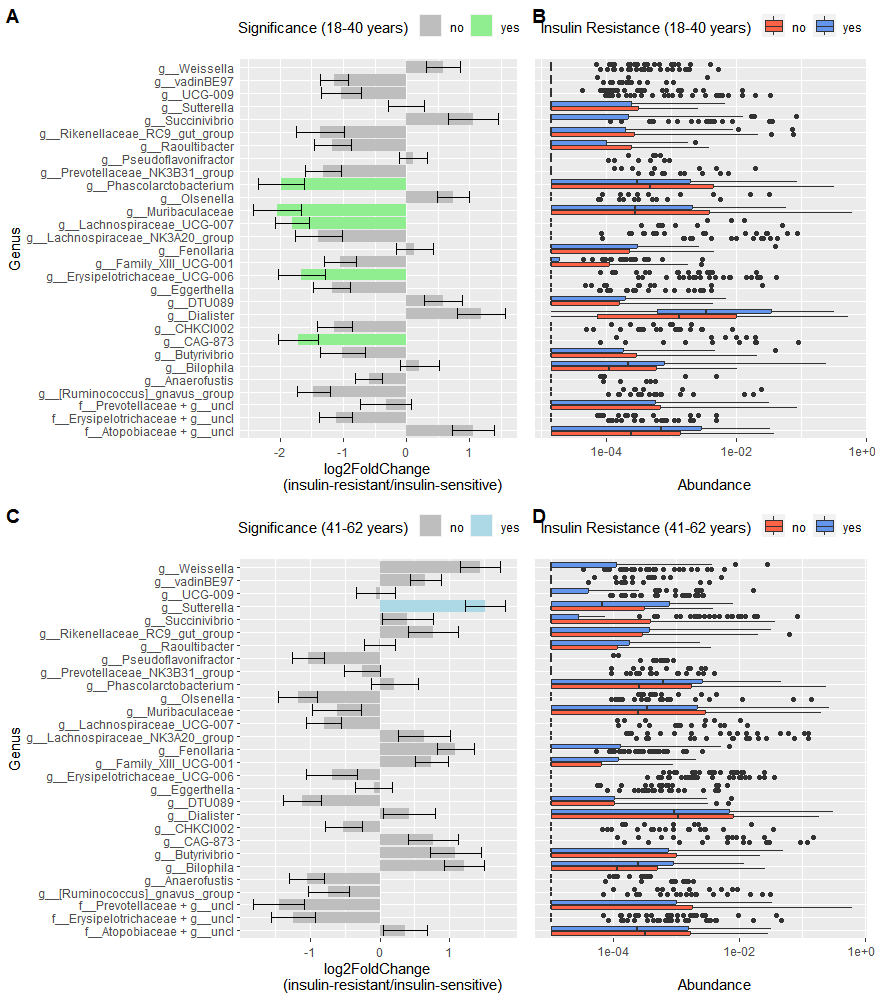 A
Significance (18-40 years) no yes
B
Insulin Resistance (18-40 years) no yes
Genus
g__Weissella
g__vadinBE97
g__UCG-009
g__Sutterella
g__Succinivibrio
g__Rikenellaceae_RC9_gut_group
g__Raoultibacter
g__Pseudoflavonifractor
g__Prevotellaceae_NK3B31_group
g__Phascolarctobacterium
g__Olsenella
g__Muribaculaceae
g__Lachnospiraceae_UCG-007
g__Lachnospiraceae_NK3A20_group
g__Fenollaria
g__Family_XIII_UCG-001
g__Erysipelotrichaceae_UCG-006
g__Eggerthella
g__DTU089
g__Dialister
g__CHKCI002
g__CAG-873
g__Butyrivibrio
g__Bilophila
g__Anaerofustis
g__[Ruminococcus]_gnavus_group
f__Prevotellaceae + g__uncl
f__Erysipelotrichaceae + g__uncl
f__Atopobiaceae + g__uncl
-2 -1 0 1
log2FoldChange
(insulin-resistant/insulin-sensitive)
1e-04 1e-02 1e+0
Abundance
C
Significance (41-62 years) no yes
D
Insulin Resistance (41-62 years) no yes
Genus
g__Weissella
g__vadinBE97
g__UCG-009
g__Sutterella
g__Succinivibrio
g__Rikenellaceae_RC9_gut_group
g__Raoultibacter
g__Pseudoflavonifractor
g__Prevotellaceae_NK3B31_group
g__Phascolarctobacterium
g__Olsenella
g__Muribaculaceae
g__Lachnospiraceae_UCG-007
g__Lachnospiraceae_NK3A20_group
g__Fenollaria
g__Family_XIII_UCG-001
g__Erysipelotrichaceae_UCG-006
g__Eggerthella
g__DTU089
g__Dialister
g__CHKCI002
g__CAG-873
g__Butyrivibrio
g__Bilophila
g__Anaerofustis
g__[Ruminococcus]_gnavus_group
f__Prevotellaceae + g__uncl
f__Erysipelotrichaceae + g__uncl
f__Atopobiaceae + g__uncl
-1 0 1
log2FoldChange
(insulin-resistant/insulin-sensitive)
1e-04 1e-02 1e+0
Abundance